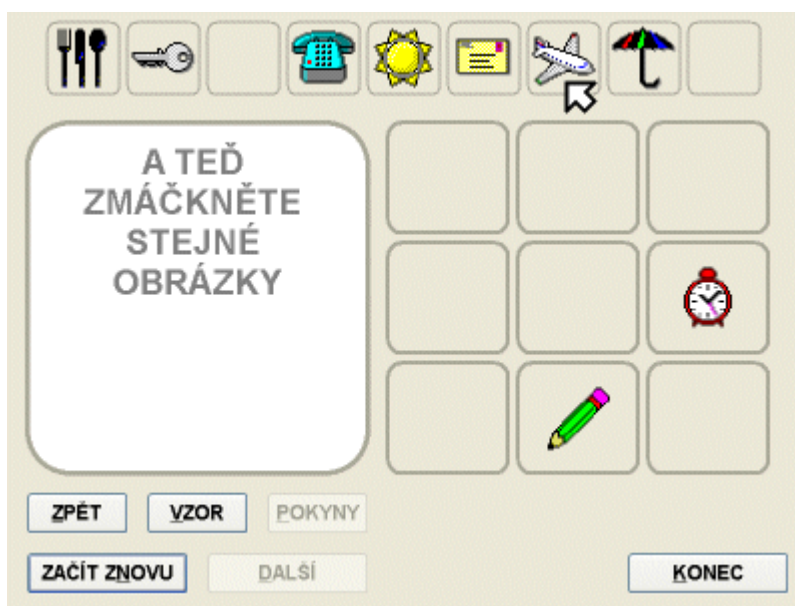 A TEĎ
ZMÁČKNĚTE
STEJNÉ
OBRÁZKY
ZPĚT
VZOR
POKYNY
ZAČÍT ZNOVU
DALŠÍ
KONEC